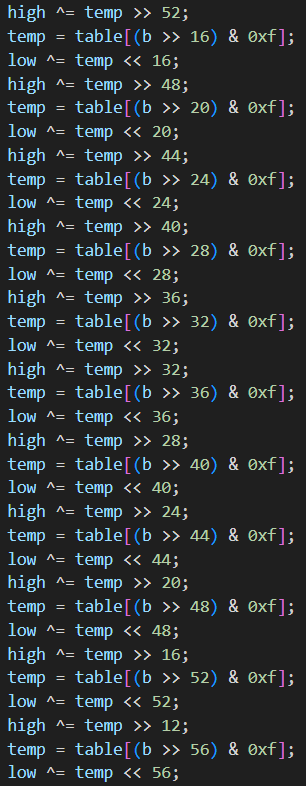 high ^= temp >> 52;
temp = table[(b >> 16) & 0xf];
low ^= temp << 16;
high ^= temp >> 48;
temp = table[(b >> 20) & 0xf];
low ^= temp << 20;
high ^= temp >> 44;
temp = table[(b >> 24) & 0xf];
low ^= temp << 24;
high ^= temp >> 40;
temp = table[(b >> 28) & 0xf];
low ^= temp << 28;
high ^= temp >> 36;
temp = table[(b >> 32) & 0xf];
low ^= temp << 32;
high ^= temp >> 32;
temp = table[(b >> 36) & 0xf];
low ^= temp << 36;
high ^= temp >> 28;
temp = table[(b >> 40) & 0xf];
low ^= temp << 40;
high ^= temp >> 24;
temp = table[(b >> 44) & 0xf];
low ^= temp << 44;
high ^= temp >> 20;
temp = table[(b >> 48) & 0xf];
low ^= temp << 48;
high ^= temp >> 16;
temp = table[(b >> 52) & 0xf];
low ^= temp << 52;
high ^= temp >> 12;
temp = table[(b >> 56) & 0xf];
low ^= temp << 56;